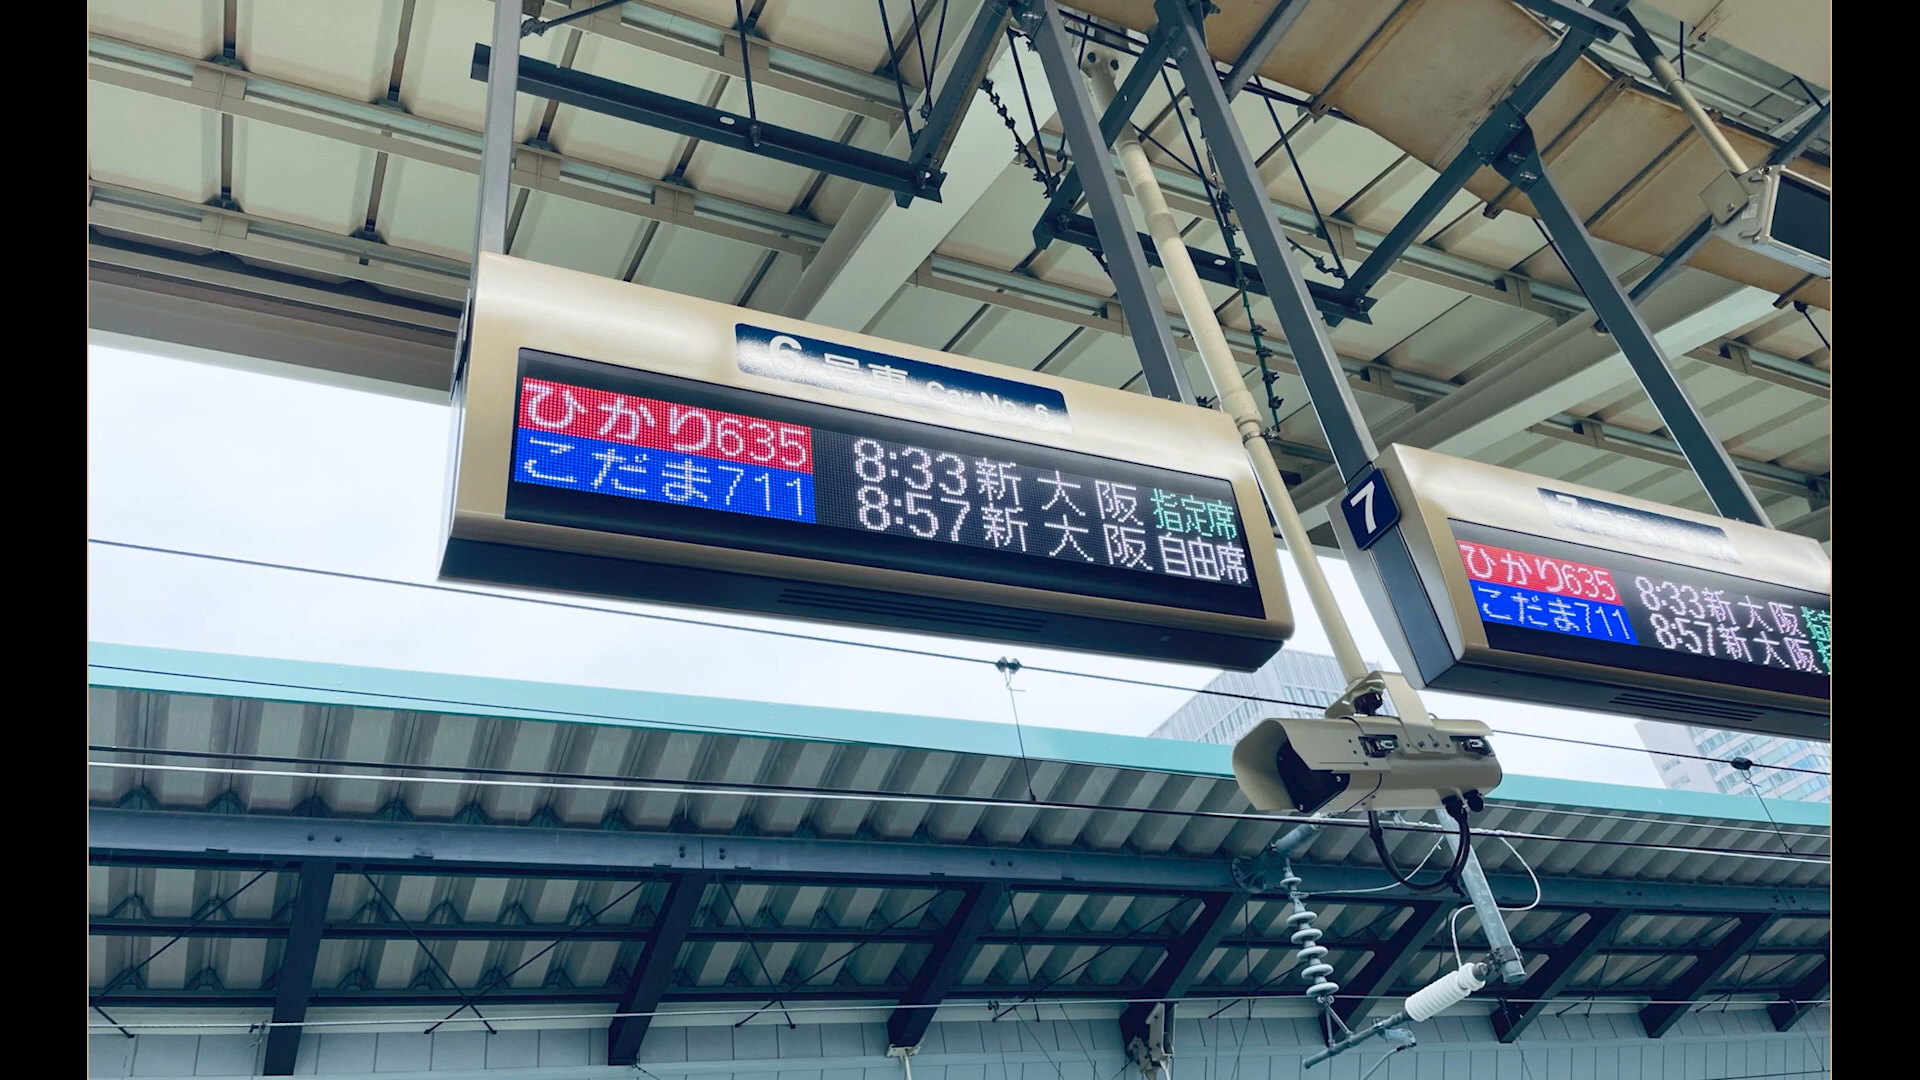 6号車 Car No. 6
ひかり635 8:33 新大阪 指定席
こだま711 8:57 新大阪 自由席
7
ひかり635 8:33 新大阪 指
こだま711 8:57 新大阪